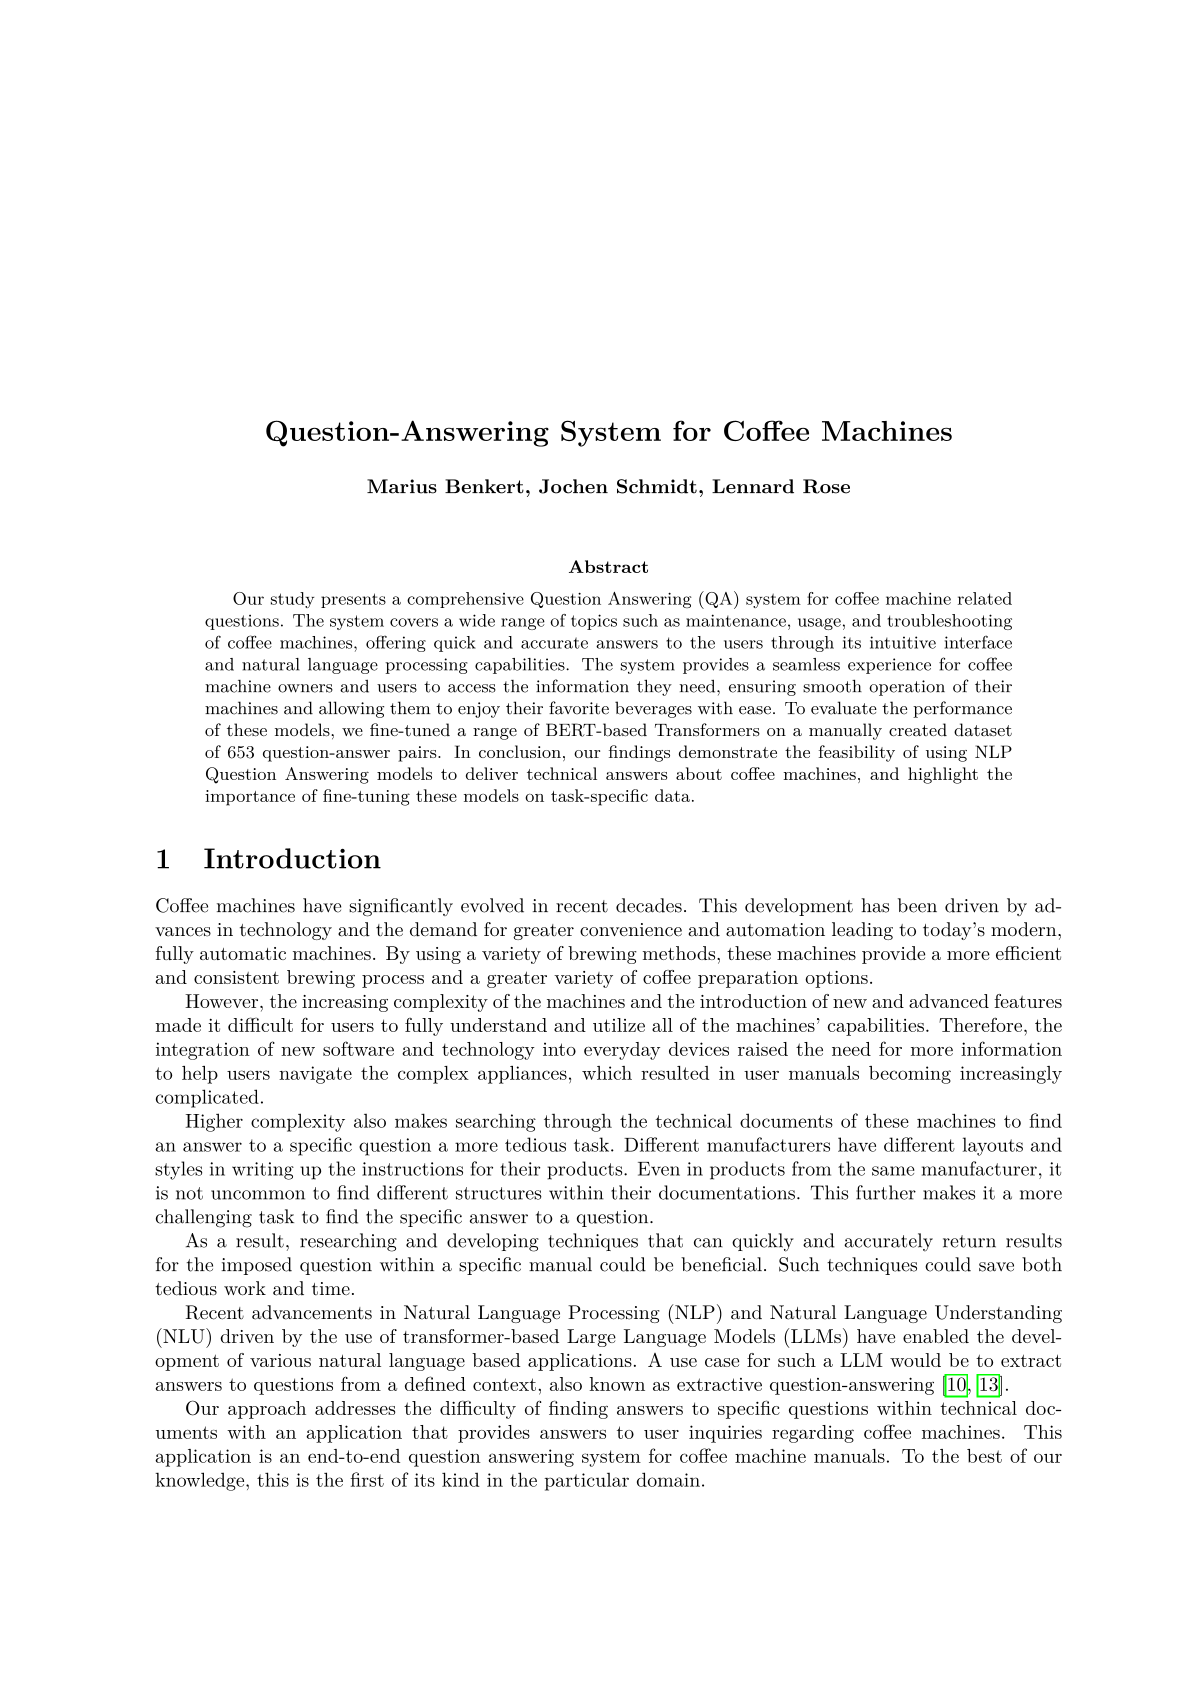 Question-Answering System for Coffee Machines
Marius Benkert, Jochen Schmidt, Lennard Rose
Abstract
Our study presents a comprehensive Question Answering (QA) system for coffee machine related
questions. The system covers a wide range of topics such as maintenance, usage, and troubleshooting
of coffee machines, offering quick and accurate answers to the users through its intuitive interface
and natural language processing capabilities. The system provides a seamless experience for coffee
machine owners and users to access the information they need, ensuring smooth operation of their
machines and allowing them to enjoy their favorite beverages with ease. To evaluate the performance
of these models, we fine-tuned a range of BERT-based Transformers on a manually created dataset
of 653 question-answer pairs. In conclusion, our findings demonstrate the feasibility of using NLP
Question Answering models to deliver technical answers about coffee machines, and highlight the
importance of fine-tuning these models on task-specific data.
1 Introduction
Coffee machines have significantly evolved in recent decades. This development has been driven by ad-
vances in technology and the demand for greater convenience and automation leading to today's modern,
fully automatic machines. By using a variety of brewing methods, these machines provide a more efficient
and consistent brewing process and a greater variety of coffee preparation options.
However, the increasing complexity of the machines and the introduction of new and advanced features
made it difficult for users to fully understand and utilize all of the machines' capabilities. Therefore, the
integration of new software and technology into everyday devices raised the need for more information
to help users navigate the complex appliances, which resulted in user manuals becoming increasingly
complicated.
Higher complexity also makes searching through the technical documents of these machines to find
an answer to a specific question a more tedious task. Different manufacturers have different layouts and
styles in writing up the instructions for their products. Even in products from the same manufacturer, it
is not uncommon to find different structures within their documentations. This further makes it a more
challenging task to find the specific answer to a question.
As a result, researching and developing techniques that can quickly and accurately return results
for the imposed question within a specific manual could be beneficial. Such techniques could save both
tedious work and time.
Recent advancements in Natural Language Processing (NLP) and Natural Language Understanding
(NLU) driven by the use of transformer-based Large Language Models (LLMs) have enabled the devel-
opment of various natural language based applications. A use case for such a LLM would be to extract
answers to questions from a defined context, also known as extractive question-answering [10, 13].
Our approach addresses the difficulty of finding answers to specific questions within technical doc-
uments with an application that provides answers to user inquiries regarding coffee machines. This
application is an end-to-end question answering system for coffee machine manuals. To the best of our
knowledge, this is the first of its kind in the particular domain.